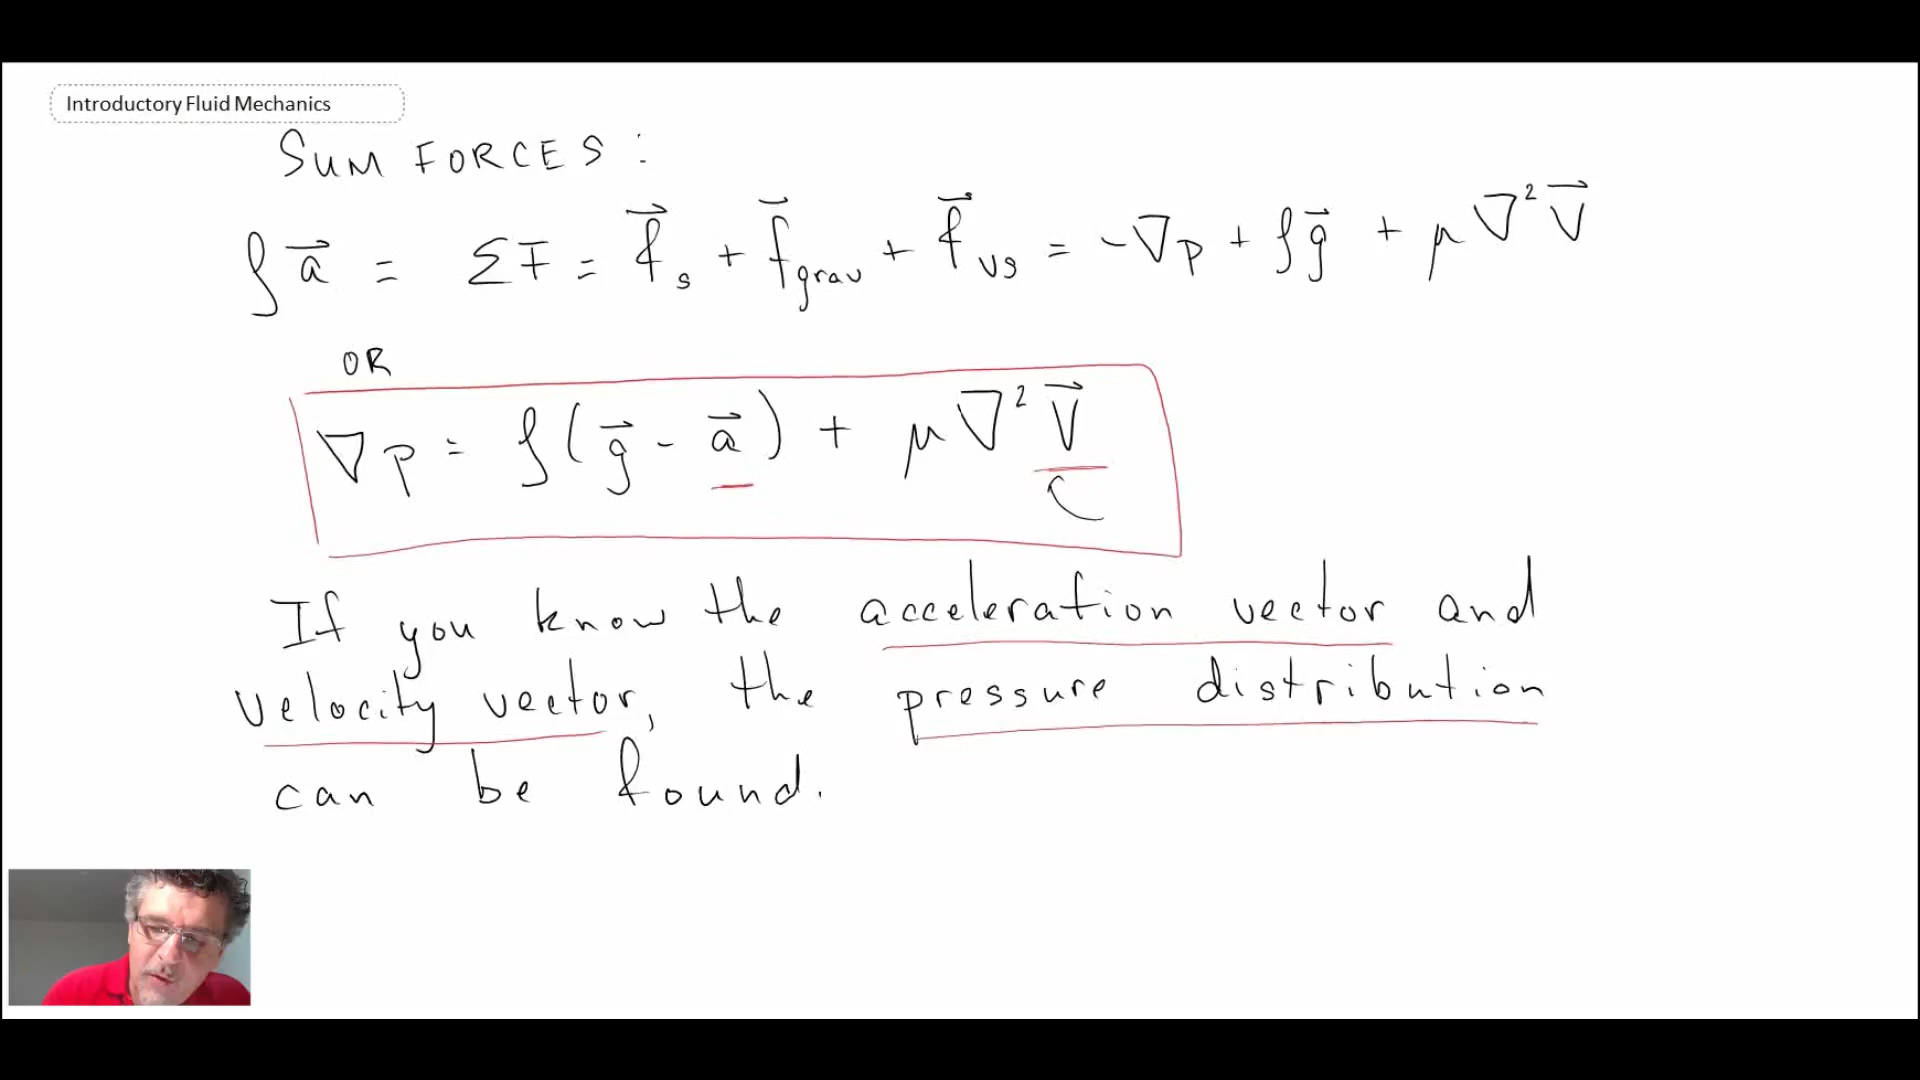 Introductory Fluid Mechanics
SUM FORCES:
ρa⃗ = ΣF = f⃗s + f⃗grav + f⃗vs = -∇p + ρg⃗ + μ∇²V⃗
OR
∇p = ρ(g⃗ - a⃗) + μ∇²V⃗
If you know the acceleration vector and
velocity vector, the pressure distribution
can be found.